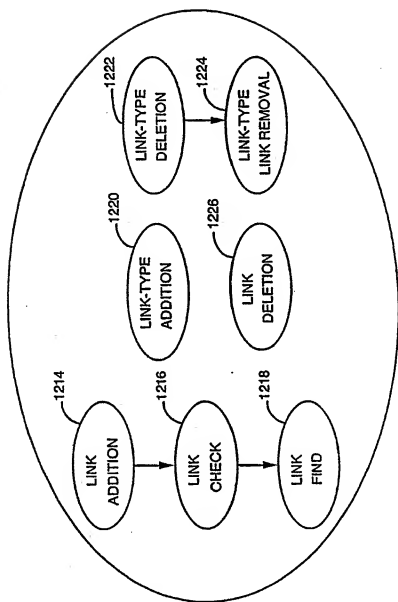 1214
LINK
ADDITION
1216
LINK
CHECK
1218
LINK
FIND
1220
LINK-TYPE
ADDITION
1226
LINK
DELETION
1222
LINK-TYPE
DELETION
1224
LINK-TYPE
LINK REMOVAL